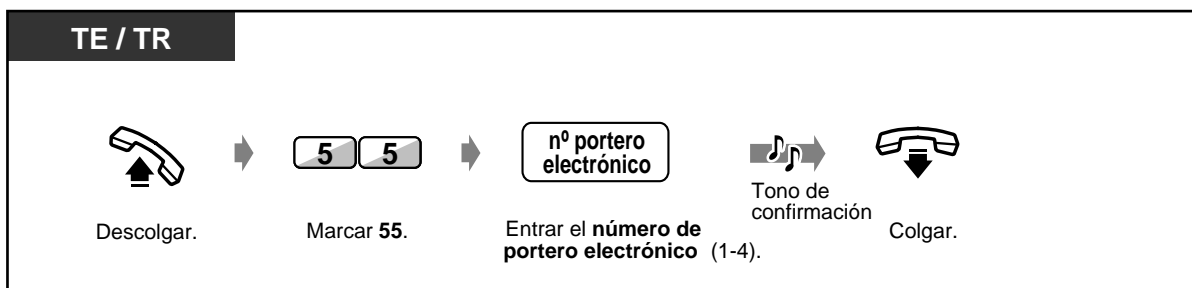 TE / TR
5 5
nº portero
electrónico
Tono de
confirmación
Descolgar.
Marcar 55.
Entrar el número de
portero electrónico (1-4).
Colgar.